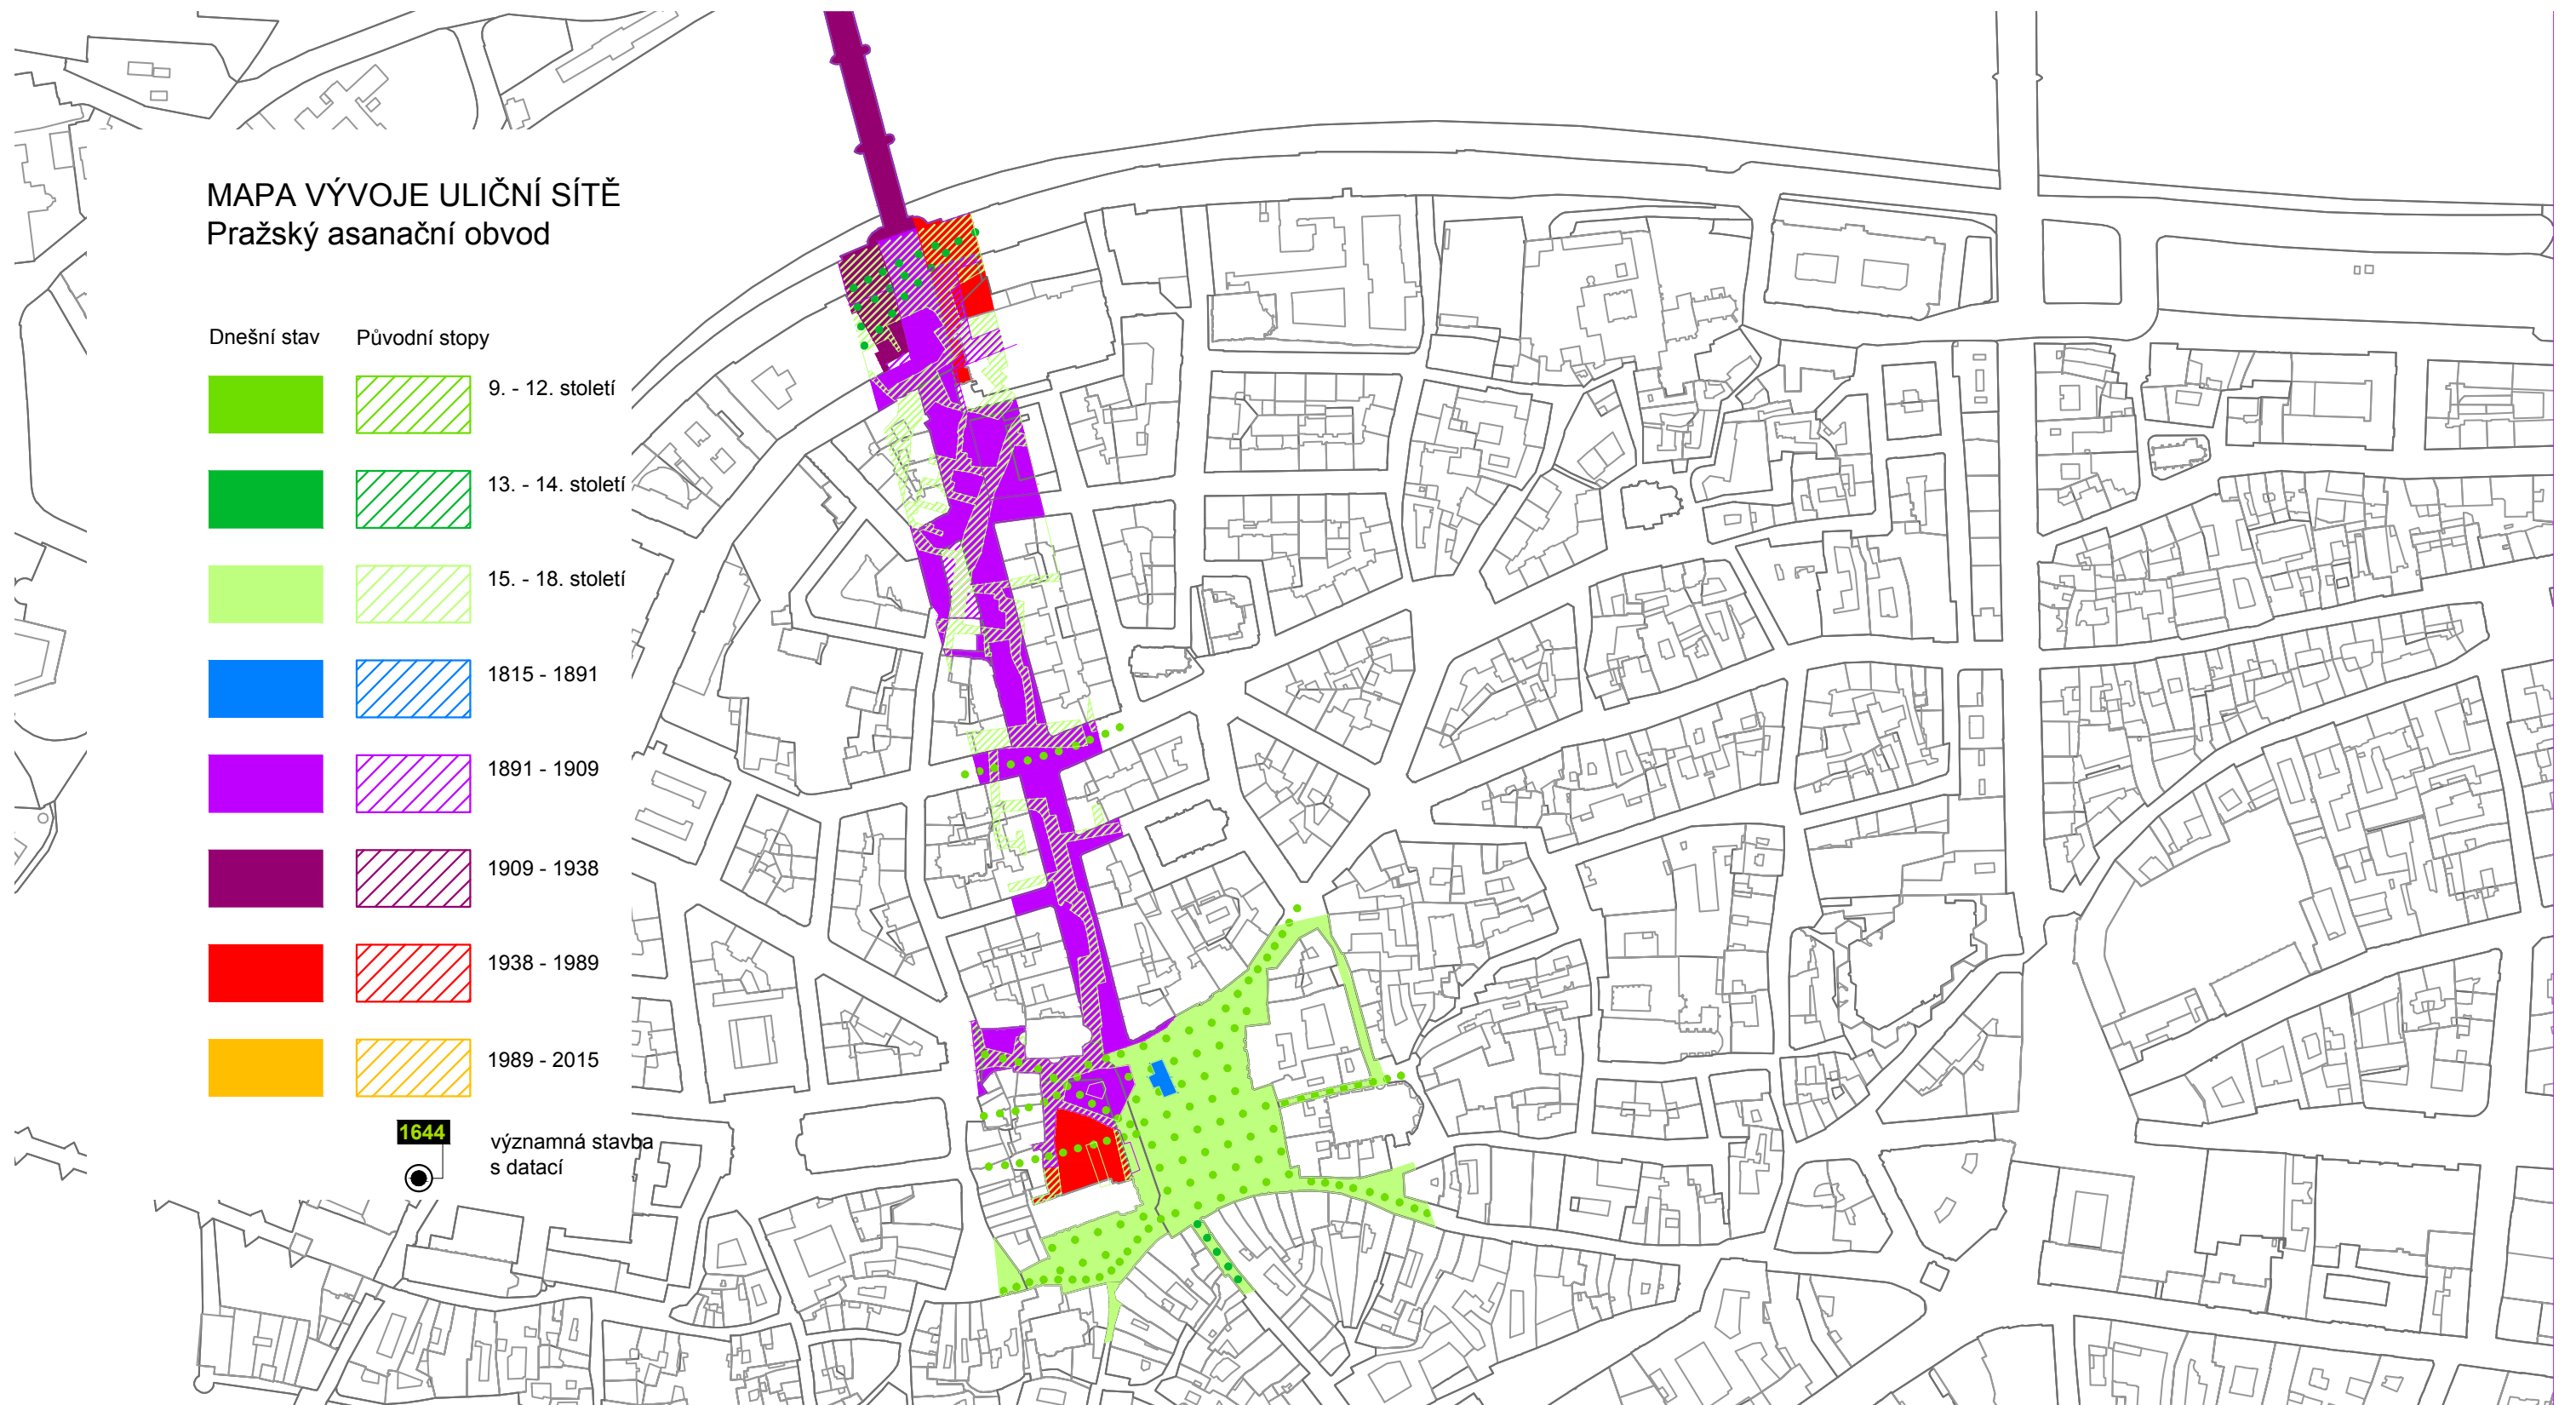 MAPA VÝVOJE ULIČNÍ SÍTĚ
Pražský asanační obvod
Dnešní stav Původní stopy
9. - 12. století
13. - 14. století
15. - 18. století
1815 - 1891
1891 - 1909
1909 - 1938
1938 - 1989
1989 - 2015
1644
významná stavba
s datací